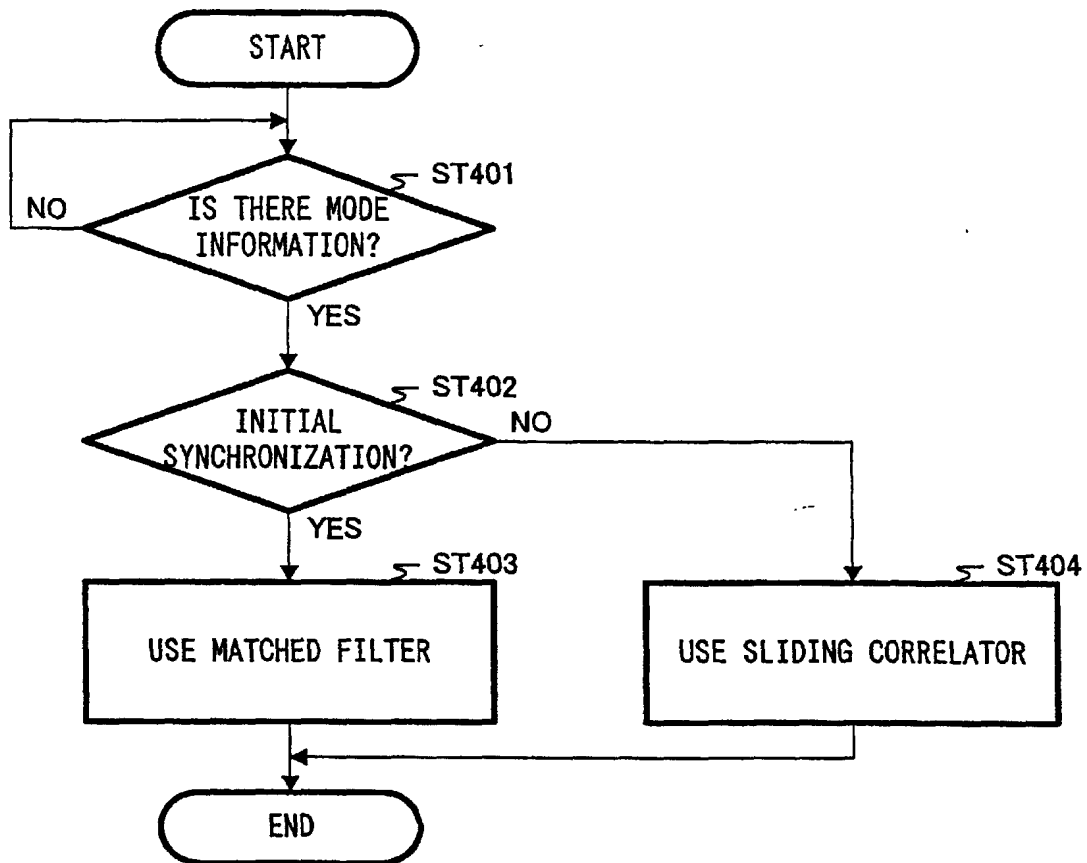 START
ST401
NO
IS THERE MODE
INFORMATION?
YES
ST402
INITIAL
SYNCHRONIZATION?
NO
YES
ST403
USE MATCHED FILTER
ST404
USE SLIDING CORRELATOR
END